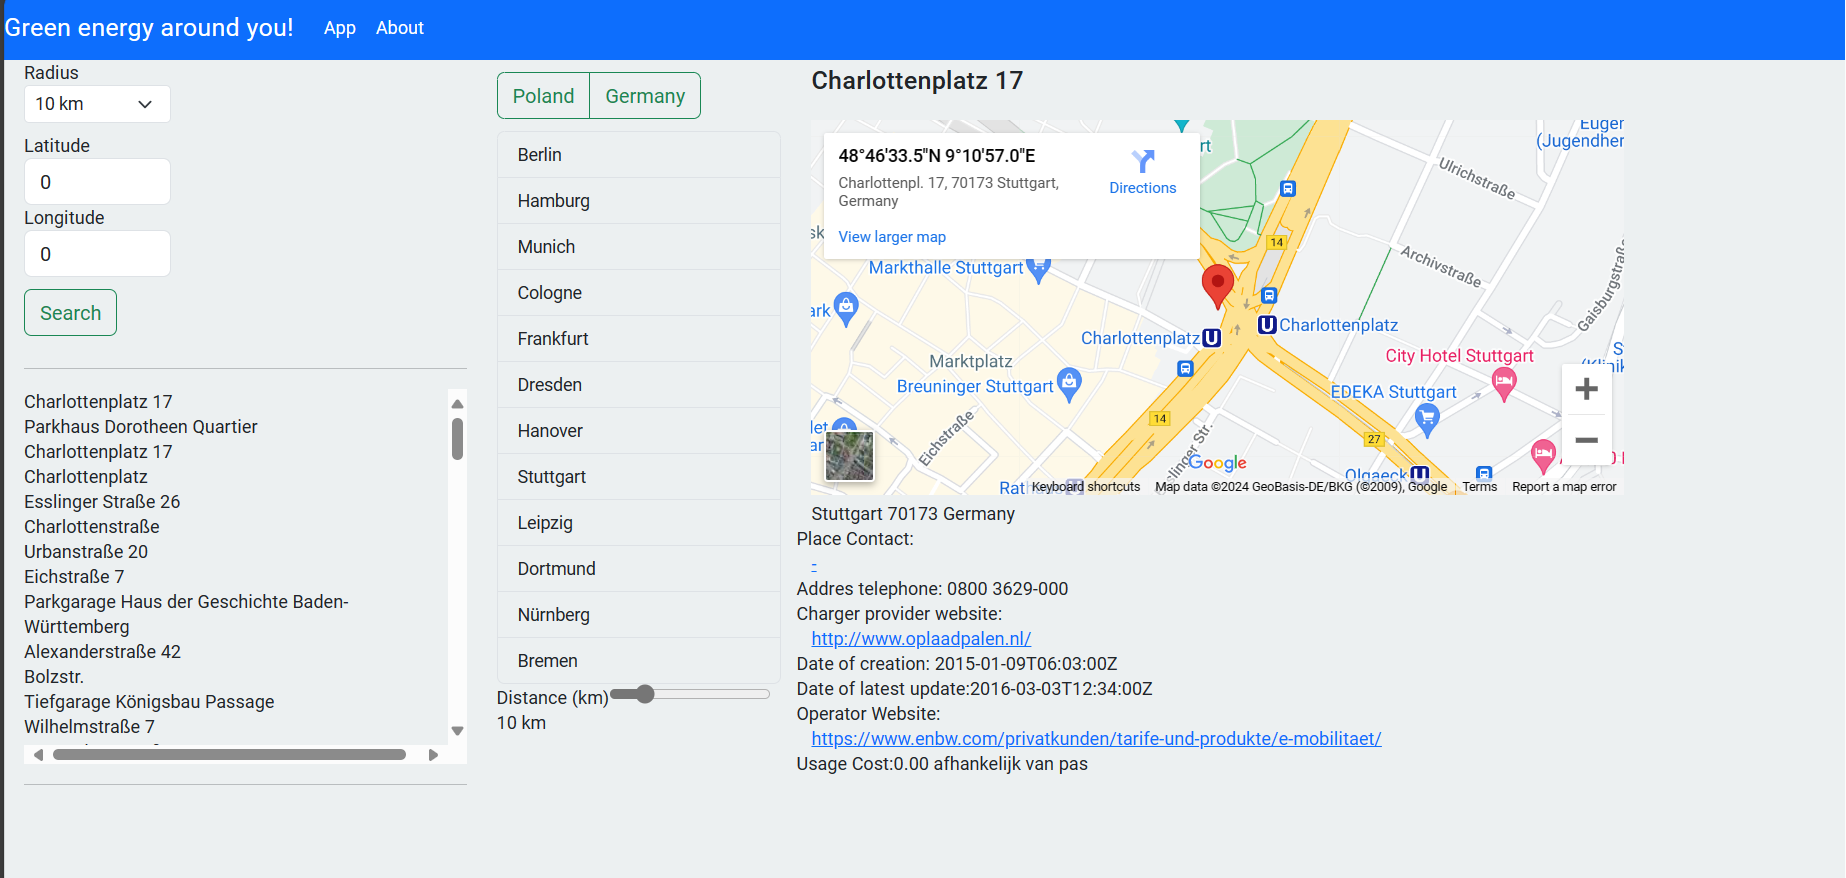 Green energy around you!
App
About
Radius
10 km
Latitude
0
Longitude
0
Search
Charlottenplatz 17
Parkhaus Dorotheen Quartier
Charlottenplatz 17
Charlottenplatz
Esslinger Straße 26
Charlottenstraße
Urbanstraße 20
Eichstraße 7
Parkgarage Haus der Geschichte Baden-
Württemberg
Alexanderstraße 42
Bolzstr.
Tiefgarage Königsbau Passage
Wilhelmstraße 7
Poland
Germany
Berlin
Hamburg
Munich
Cologne
Frankfurt
Dresden
Hanover
Stuttgart
Leipzig
Dortmund
Nürnberg
Bremen
Distance (km)
10 km
Charlottenplatz 17
48°46'33.5"N 9°10'57.0"E
Charlottenpl. 17, 70173 Stuttgart,
Germany
View larger map
Directions
Euger
(Jugendher
Ulrichstraße
14
Archivstraße
Gaisburgstraße
Markthalle Stuttgart
ark
Charlottenplatz
U
U
Charlottenplatz
Marktplatz
Breuninger Stuttgart
City Hotel Stuttgart
EDEKA Stuttgart
14
27
Eichstraße
Olgaeck
U
Google
Keyboard shortcuts
Map data ©2024 GeoBasis-DE/BKG (©2009), Google
Terms
Report a map error
Stuttgart 70173 Germany
Place Contact:
-
Addres telephone: 0800 3629-000
Charger provider website:
http://www.oplaadpalen.nl/
Date of creation: 2015-01-09T06:03:00Z
Date of latest update:2016-03-03T12:34:00Z
Operator Website:
https://www.enbw.com/privatkunden/tarife-und-produkte/e-mobilitaet/
Usage Cost:0.00 afhankelijk van pas